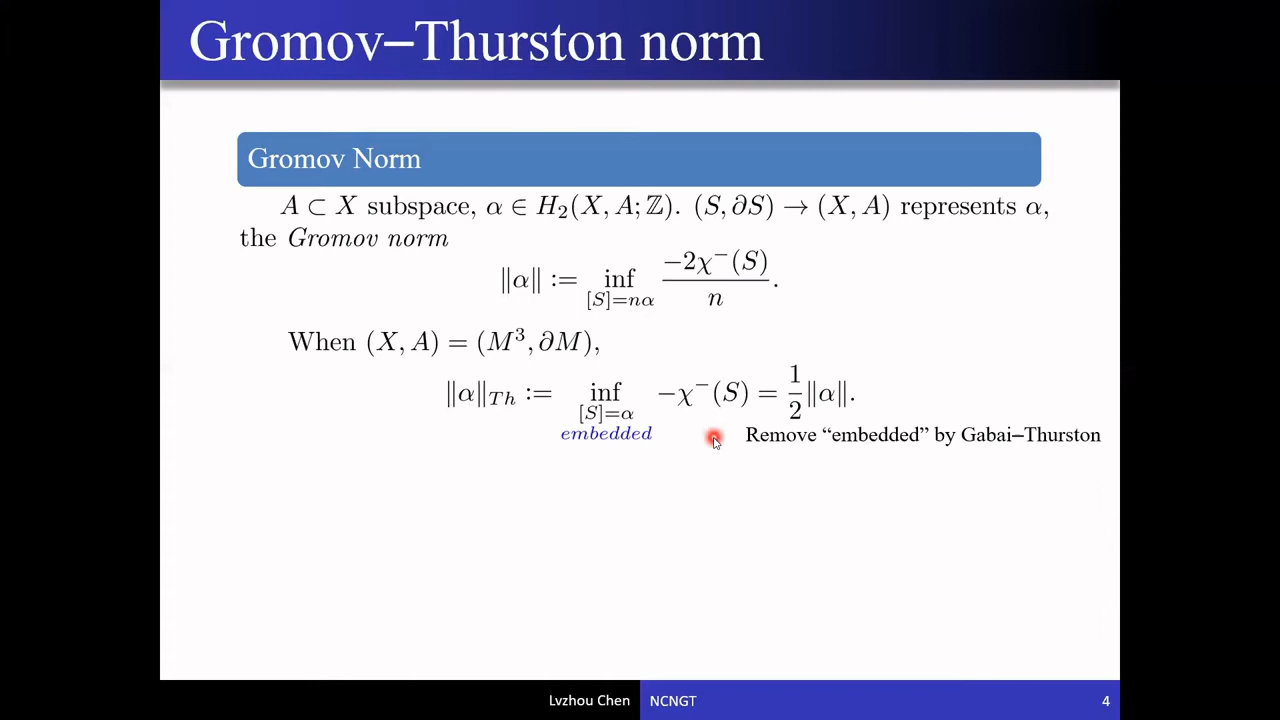 Gromov–Thurston norm
Gromov Norm
A ⊂ X subspace, α ∈ H₂(X, A; ℤ). (S, ∂S) → (X, A) represents α,
the Gromov norm
‖α‖ := inf_{[S]=nα} −2χ⁻(S) / n.
When (X, A) = (M³, ∂M),
‖α‖_{Th} := inf_{[S]=α embedded} −χ⁻(S) = 1/2 ‖α‖.
Remove “embedded” by Gabai–Thurston
Lvzhou Chen NCNGT 4